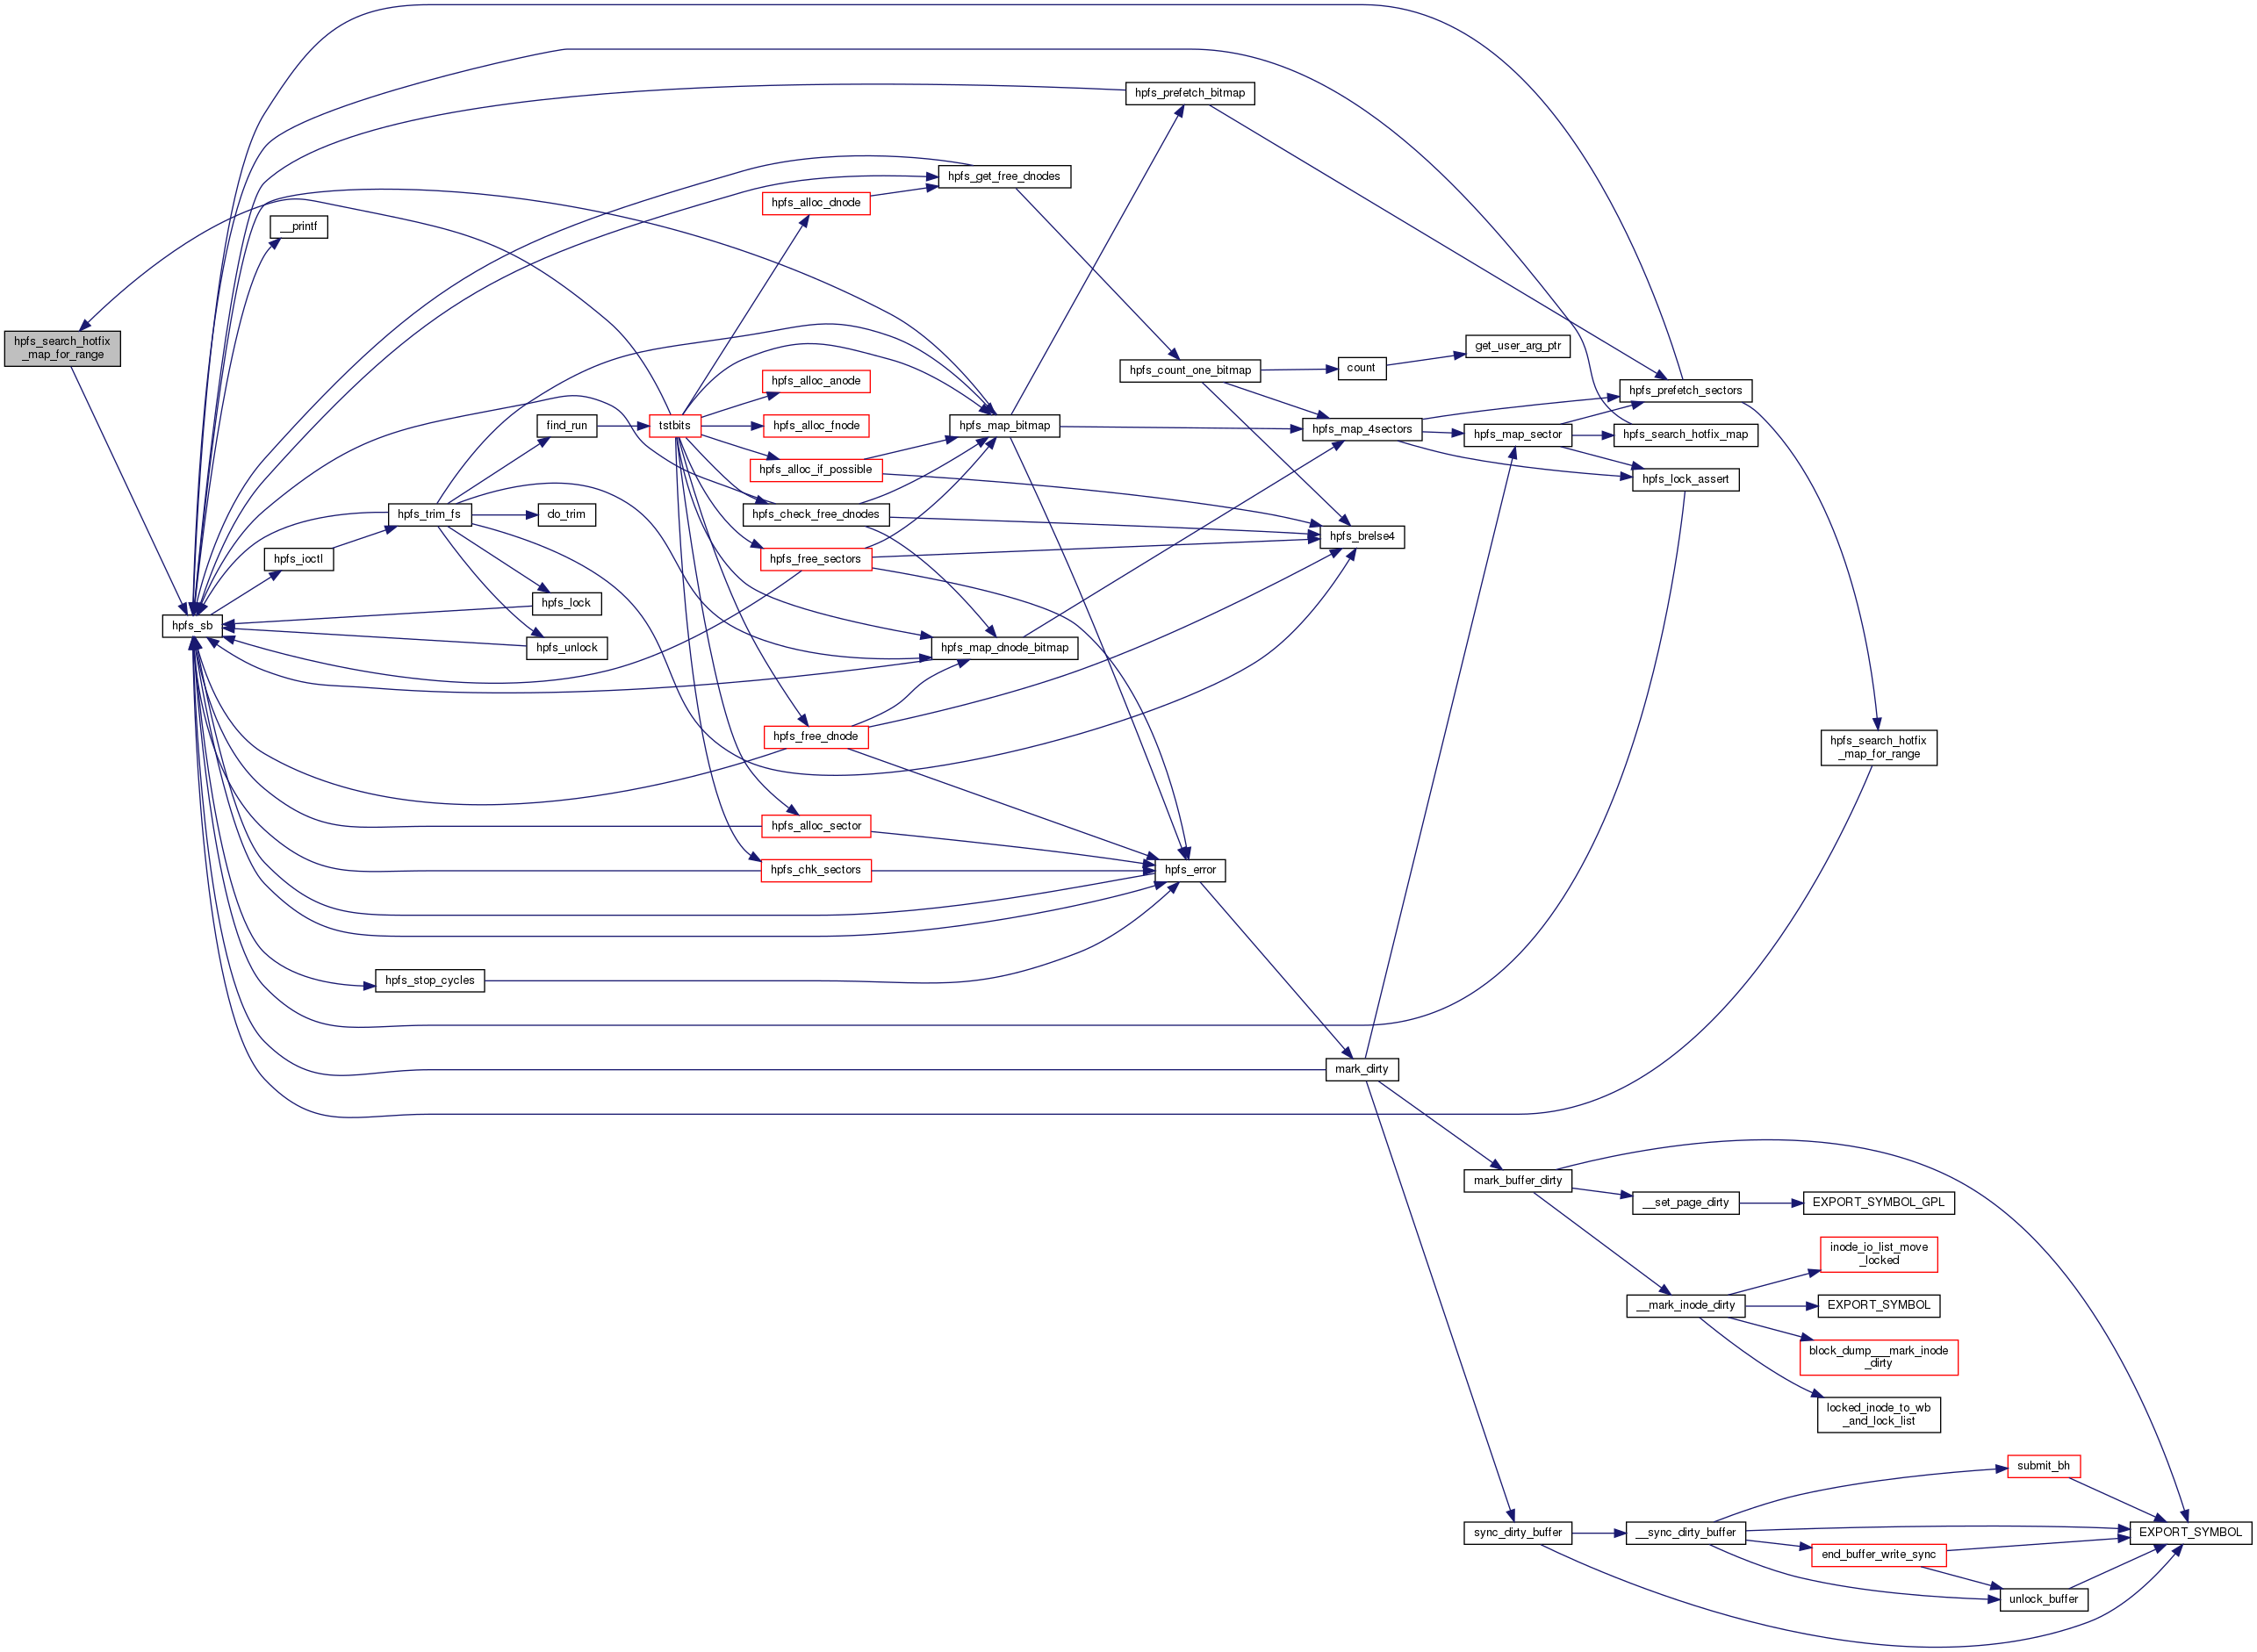 hpfs_prefetch_bitmap
hpfs_get_free_dnodes
hpfs_alloc_dnode
__printf
hpfs_search_hotfix
_map_for_range
get_user_arg_ptr
hpfs_count_one_bitmap
count
hpfs_alloc_anode
hpfs_prefetch_sectors
find_run
tstbits
hpfs_alloc_fnode
hpfs_map_bitmap
hpfs_map_4sectors
hpfs_map_sector
hpfs_search_hotfix_map
hpfs_alloc_if_possible
hpfs_lock_assert
hpfs_trim_fs
do_trim
hpfs_check_free_dnodes
hpfs_brelse4
hpfs_ioctl
hpfs_free_sectors
hpfs_lock
hpfs_sb
hpfs_unlock
hpfs_map_dnode_bitmap
hpfs_free_dnode
hpfs_search_hotfix
_map_for_range
hpfs_alloc_sector
hpfs_chk_sectors
hpfs_error
hpfs_stop_cycles
mark_dirty
mark_buffer_dirty
__set_page_dirty
EXPORT_SYMBOL_GPL
inode_io_list_move
_locked
__mark_inode_dirty
EXPORT_SYMBOL
block_dump___mark_inode
_dirty
locked_inode_to_wb
_and_lock_list
submit_bh
sync_dirty_buffer
__sync_dirty_buffer
EXPORT_SYMBOL
end_buffer_write_sync
unlock_buffer